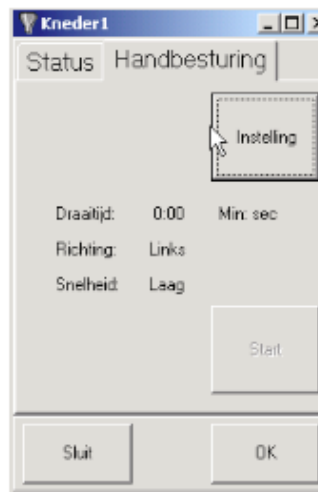 Kneder1
Status Handbesturing
Instelling
Draaitijd: 0:00 Min: sec
Richting: Links
Snelheid: Laag
Start
Sluit OK